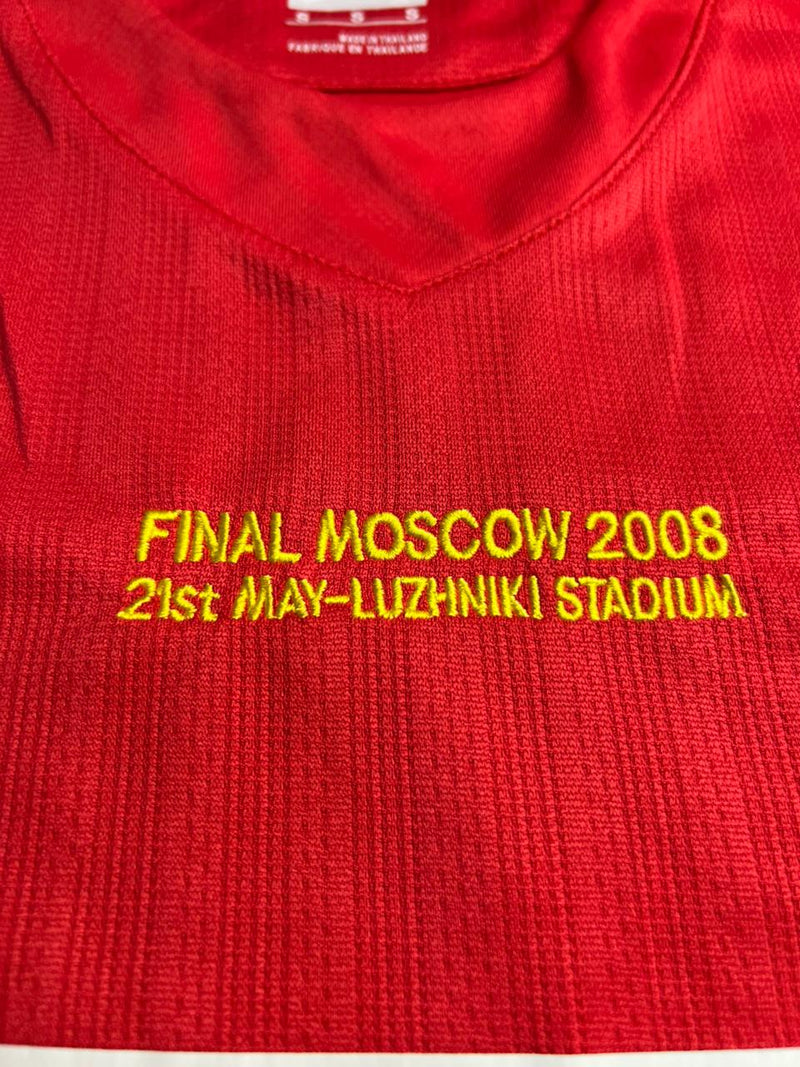 S S S
MADE IN THAILAND
FABRIQUE EN THAILANDE
FINAL MOSCOW 2008
21st MAY-LUZHNIKI STADIUM